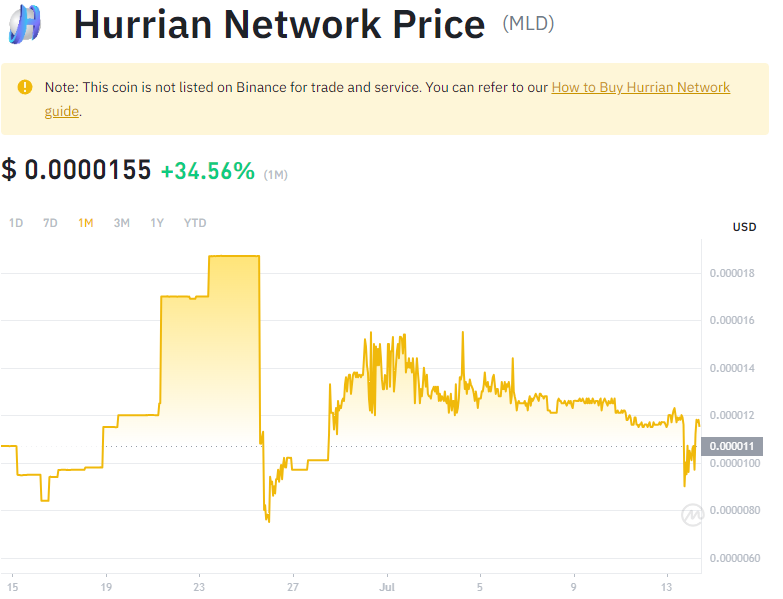 Hurrian Network Price (MLD)
Note: This coin is not listed on Binance for trade and service. You can refer to our How to Buy Hurrian Network
guide.
$ 0.0000155 +34.56% (1M)
1D 7D 1M 3M 1Y YTD
USD
0.000018
0.000016
0.000014
0.000012
0.000011
0.0000100
0.0000080
0.0000060
15 19 23 27 Jul 5 9 13